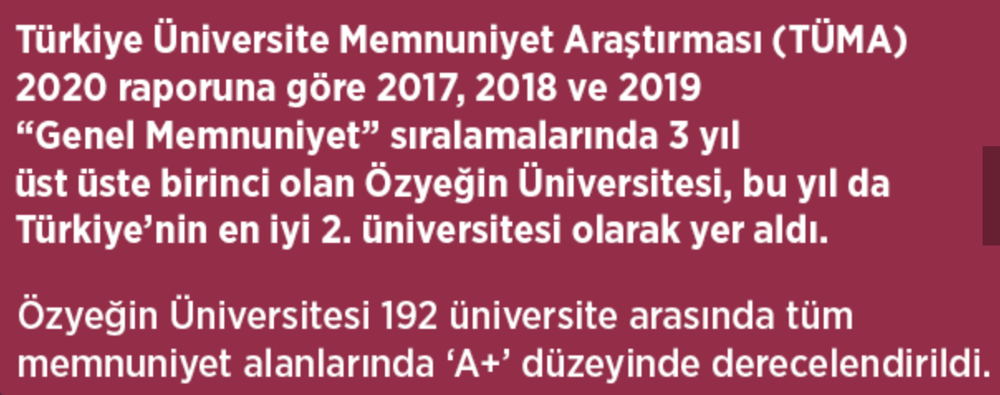 Türkiye Üniversite Memnuniyet Araştırması (TÜMA)
2020 raporuna göre 2017, 2018 ve 2019
“Genel Memnuniyet” sıralamalarında 3 yıl
üst üste birinci olan Özyeğin Üniversitesi, bu yıl da
Türkiye’nin en iyi 2. üniversitesi olarak yer aldı.
Özyeğin Üniversitesi 192 üniversite arasında tüm
memnuniyet alanlarında ‘A+’ düzeyinde derecelendirildi.